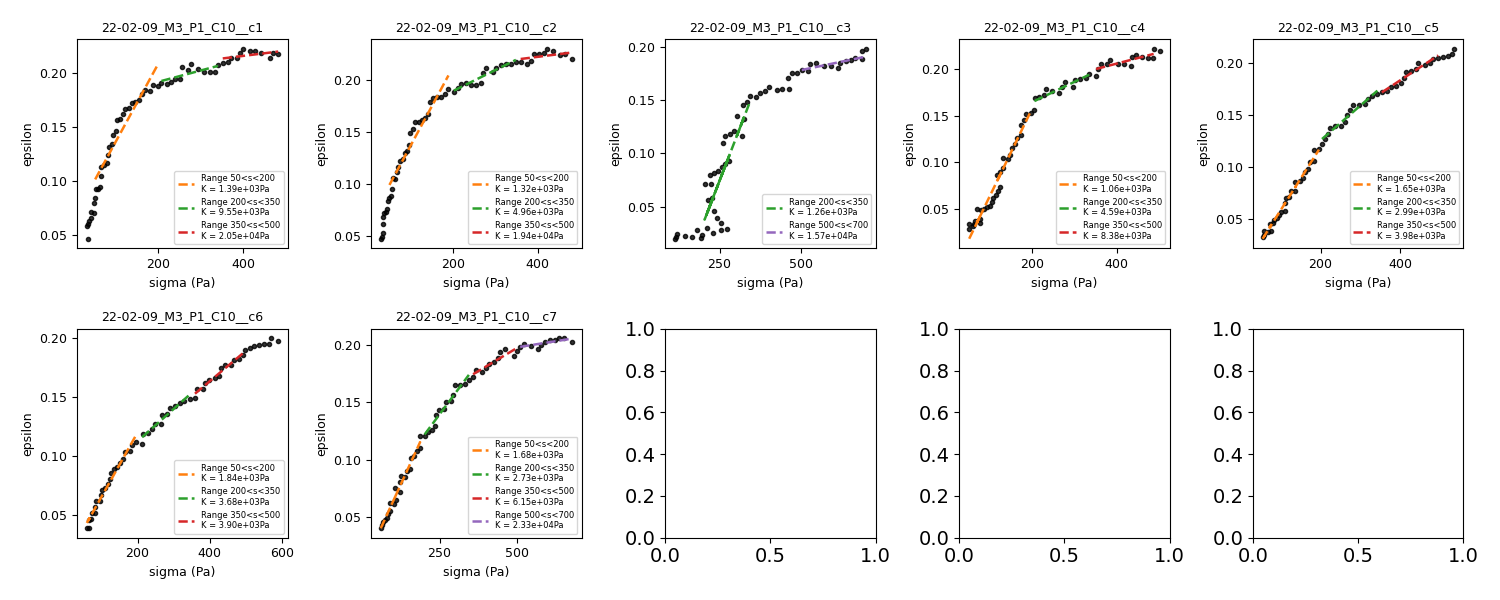 22-02-09_M3_P1_C10__c1
0.20
0.15
0.10
0.05
epsilon
200
400
sigma (Pa)
Range 50<s<200
K = 1.39e+03Pa
Range 200<s<350
K = 9.55e+03Pa
Range 350<s<500
K = 2.05e+04Pa
22-02-09_M3_P1_C10__c2
0.20
0.15
0.10
0.05
epsilon
200
400
sigma (Pa)
Range 50<s<200
K = 1.32e+03Pa
Range 200<s<350
K = 4.96e+03Pa
Range 350<s<500
K = 1.94e+04Pa
22-02-09_M3_P1_C10__c3
0.20
0.15
0.10
0.05
epsilon
250
500
sigma (Pa)
Range 200<s<350
K = 1.26e+03Pa
Range 500<s<700
K = 1.57e+04Pa
22-02-09_M3_P1_C10__c4
0.20
0.15
0.10
0.05
epsilon
200
400
sigma (Pa)
Range 50<s<200
K = 1.06e+03Pa
Range 200<s<350
K = 4.59e+03Pa
Range 350<s<500
K = 8.38e+03Pa
22-02-09_M3_P1_C10__c5
0.20
0.15
0.10
0.05
epsilon
200
400
sigma (Pa)
Range 50<s<200
K = 1.65e+03Pa
Range 200<s<350
K = 2.99e+03Pa
Range 350<s<500
K = 3.98e+03Pa
22-02-09_M3_P1_C10__c6
0.20
0.15
0.10
0.05
epsilon
200
400
600
sigma (Pa)
Range 50<s<200
K = 1.84e+03Pa
Range 200<s<350
K = 3.68e+03Pa
Range 350<s<500
K = 3.90e+03Pa
22-02-09_M3_P1_C10__c7
0.20
0.15
0.10
0.05
epsilon
250
500
sigma (Pa)
Range 50<s<200
K = 1.68e+03Pa
Range 200<s<350
K = 2.73e+03Pa
Range 350<s<500
K = 6.15e+03Pa
Range 500<s<700
K = 2.33e+04Pa
1.0
0.8
0.6
0.4
0.2
0.0
0.0
0.5
1.0
1.0
0.8
0.6
0.4
0.2
0.0
0.0
0.5
1.0
1.0
0.8
0.6
0.4
0.2
0.0
0.0
0.5
1.0